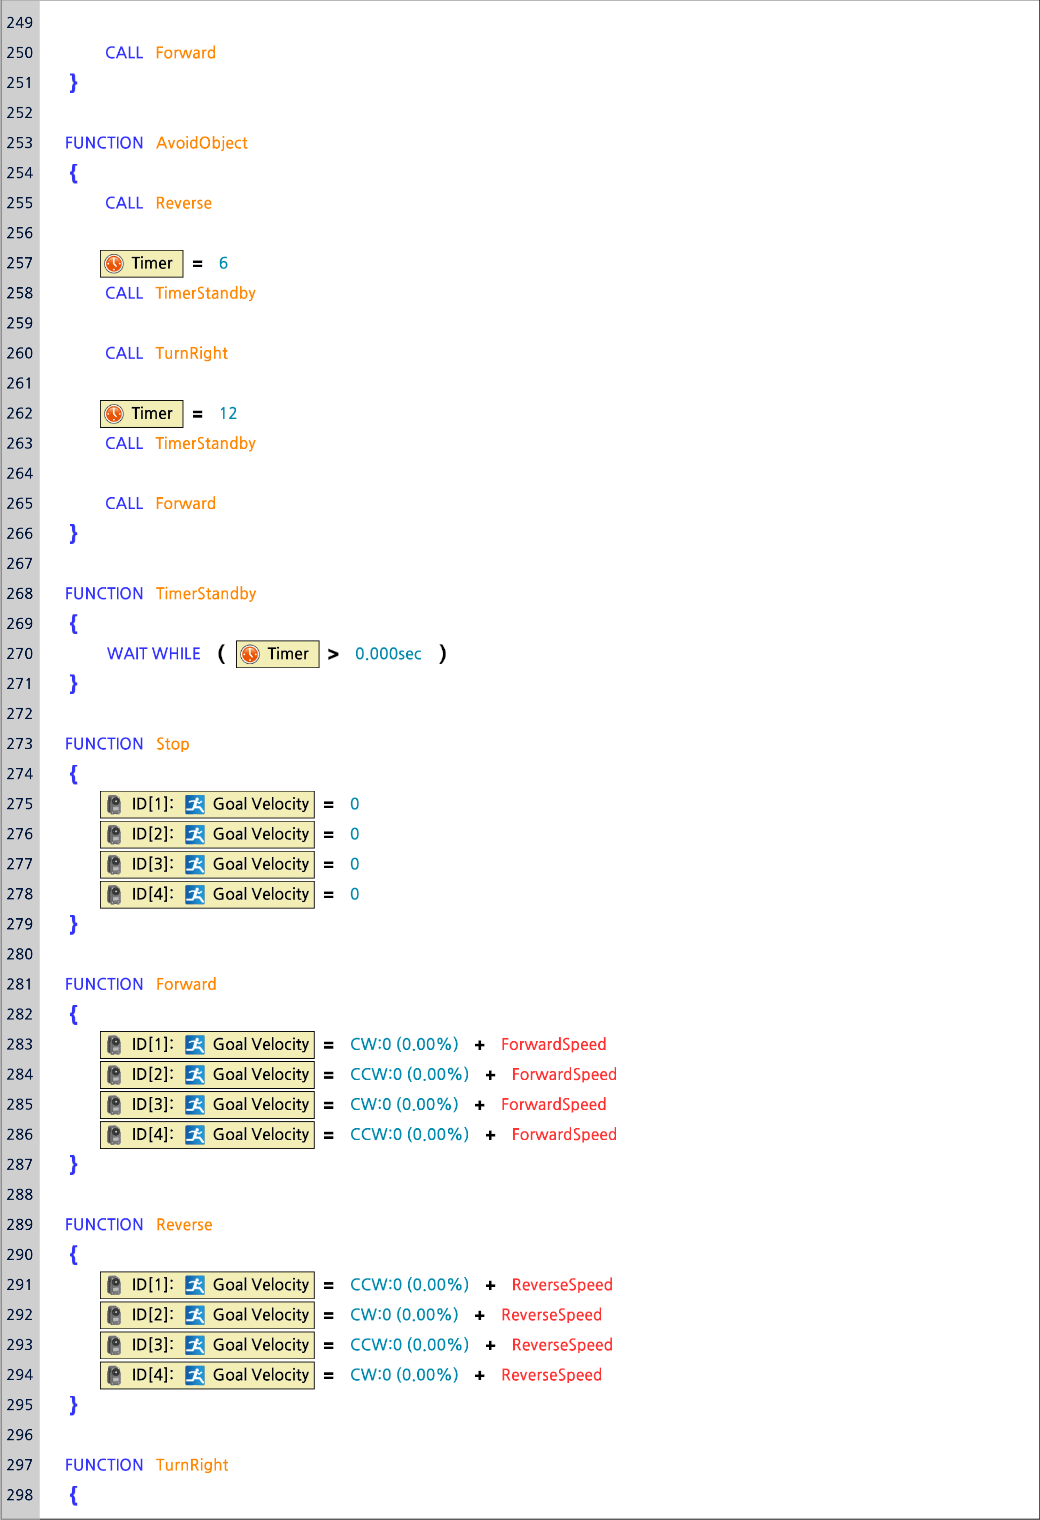 249
250 CALL Forward
251 }
252
253 FUNCTION AvoidObject
254 {
255 CALL Reverse
256
257 Timer = 6
258 CALL TimerStandby
259
260 CALL TurnRight
261
262 Timer = 12
263 CALL TimerStandby
264
265 CALL Forward
266 }
267
268 FUNCTION TimerStandby
269 {
270 WAIT WHILE ( Timer > 0.000sec )
271 }
272
273 FUNCTION Stop
274 {
275 ID[1]: Goal Velocity = 0
276 ID[2]: Goal Velocity = 0
277 ID[3]: Goal Velocity = 0
278 ID[4]: Goal Velocity = 0
279 }
280
281 FUNCTION Forward
282 {
283 ID[1]: Goal Velocity = CW:0 (0.00%) + ForwardSpeed
284 ID[2]: Goal Velocity = CCW:0 (0.00%) + ForwardSpeed
285 ID[3]: Goal Velocity = CW:0 (0.00%) + ForwardSpeed
286 ID[4]: Goal Velocity = CCW:0 (0.00%) + ForwardSpeed
287 }
288
289 FUNCTION Reverse
290 {
291 ID[1]: Goal Velocity = CCW:0 (0.00%) + ReverseSpeed
292 ID[2]: Goal Velocity = CW:0 (0.00%) + ReverseSpeed
293 ID[3]: Goal Velocity = CCW:0 (0.00%) + ReverseSpeed
294 ID[4]: Goal Velocity = CW:0 (0.00%) + ReverseSpeed
295 }
296
297 FUNCTION TurnRight
298 {